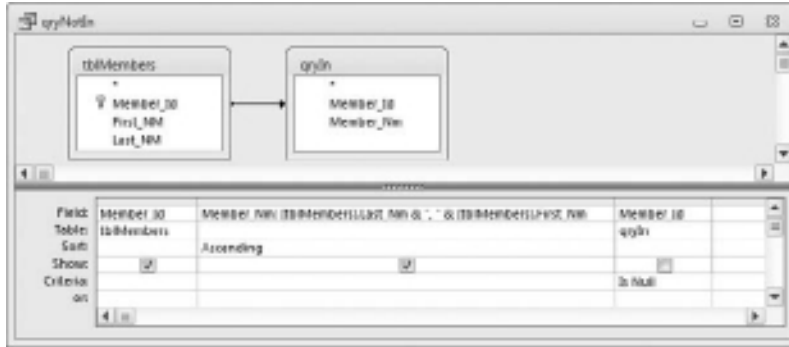 qryNotIn
tblMembers
*
Member_Id
First_NM
Last_NM
qryIn
*
Member_Id
Member_Nm
Field: Member_Id Member_Nm: [tblMembers].Last_Nm & ", " & [tblMembers].First_Nm Member_Id
Table: tblMembers qryIn
Sort: Ascending
Show:
Criteria: Is Null
or: